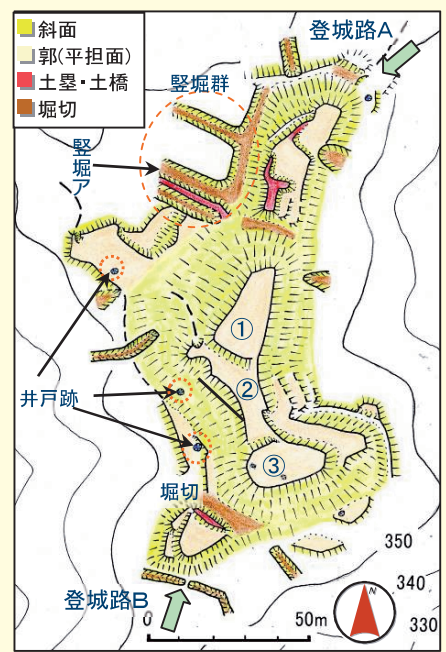 斜面
郭(平担面)
土塁・土橋
堀切
登城路A
竪堀群
竪堀ア
①
②
③
井戸跡
堀切
登城路B
0
50m
N
350
340
330